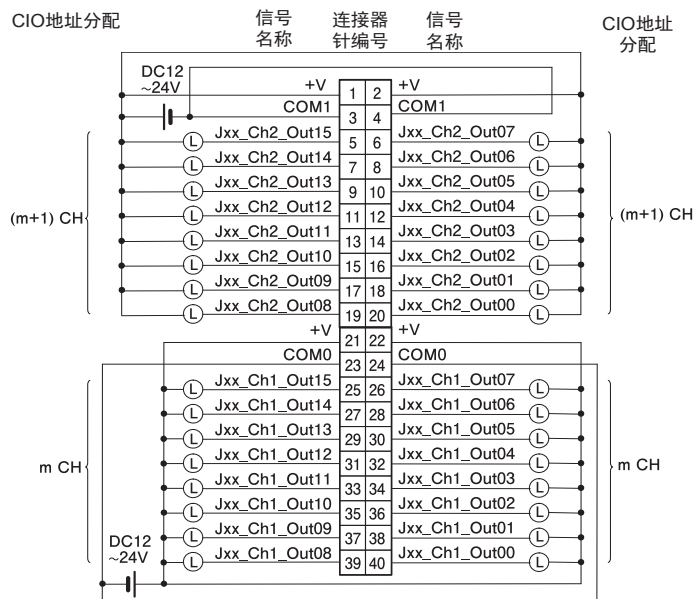 CIO地址分配 信号名称 连接器针编号 信号名称 CIO地址分配
DC12
~24V
+V 1 2 +V
COM1 3 4 COM1
Jxx_Ch2_Out15 5 6 Jxx_Ch2_Out07
L L
Jxx_Ch2_Out14 7 8 Jxx_Ch2_Out06
L L
Jxx_Ch2_Out13 9 10 Jxx_Ch2_Out05
L L
(m+1) CH Jxx_Ch2_Out12 11 12 Jxx_Ch2_Out04 (m+1) CH
L L
Jxx_Ch2_Out11 13 14 Jxx_Ch2_Out03
L L
Jxx_Ch2_Out10 15 16 Jxx_Ch2_Out02
L L
Jxx_Ch2_Out09 17 18 Jxx_Ch2_Out01
L L
Jxx_Ch2_Out08 19 20 Jxx_Ch2_Out00
L L
+V 21 22 +V
COM0 23 24 COM0
Jxx_Ch1_Out15 25 26 Jxx_Ch1_Out07
L L
Jxx_Ch1_Out14 27 28 Jxx_Ch1_Out06
L L
Jxx_Ch1_Out13 29 30 Jxx_Ch1_Out05
L L
m CH Jxx_Ch1_Out12 31 32 Jxx_Ch1_Out04 m CH
L L
Jxx_Ch1_Out11 33 34 Jxx_Ch1_Out03
L L
Jxx_Ch1_Out10 35 36 Jxx_Ch1_Out02
L L
Jxx_Ch1_Out09 37 38 Jxx_Ch1_Out01
L L
Jxx_Ch1_Out08 39 40 Jxx_Ch1_Out00
L L
DC12
~24V